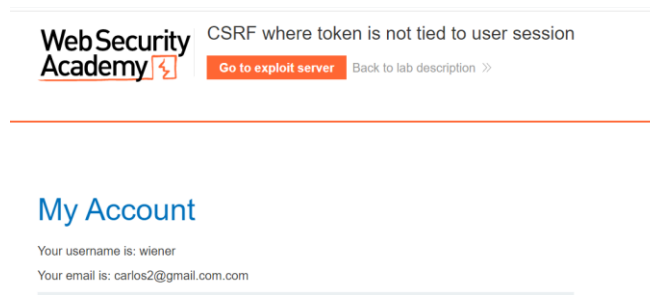 Web Security
Academy
CSRF where token is not tied to user session
Go to exploit server Back to lab description
My Account
Your username is: wiener
Your email is: carlos2@gmail.com.com